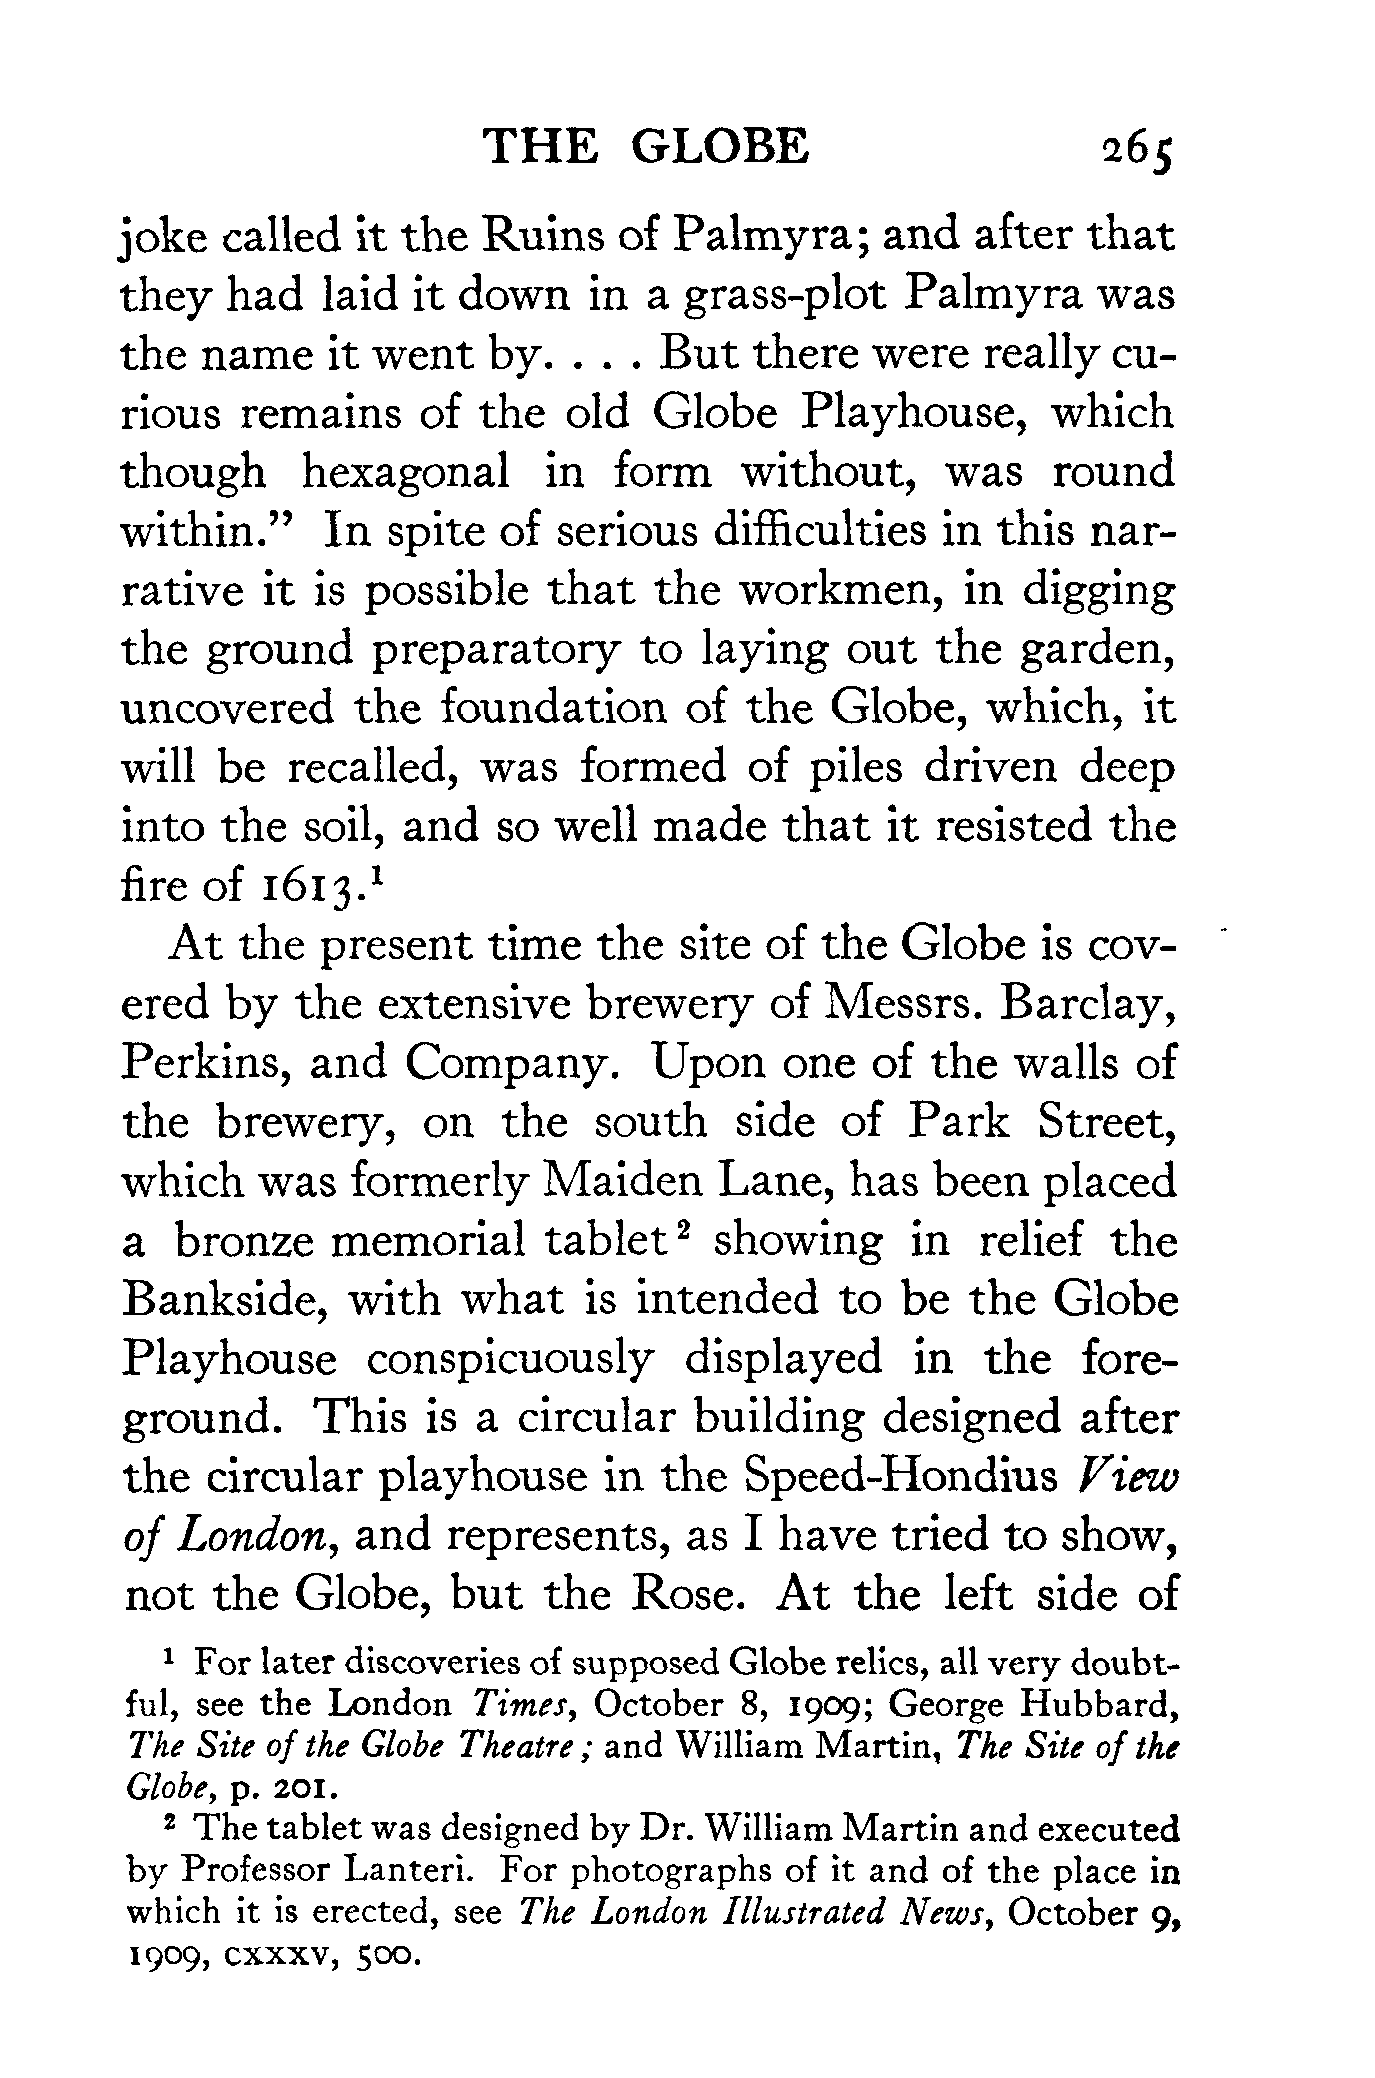 THE GLOBE 265
joke called it the Ruins of Palmyra; and after that
they had laid it down in a grass-plot Palmyra was
the name it went by. . . . But there were really cu-
rious remains of the old Globe Playhouse, which
though hexagonal in form without, was round
within.” In spite of serious difficulties in this nar-
rative it is possible that the workmen, in digging
the ground preparatory to laying out the garden,
uncovered the foundation of the Globe, which, it
will be recalled, was formed of piles driven deep
into the soil, and so well made that it resisted the
fire of 1613.¹
At the present time the site of the Globe is cov-
ered by the extensive brewery of Messrs. Barclay,
Perkins, and Company. Upon one of the walls of
the brewery, on the south side of Park Street,
which was formerly Maiden Lane, has been placed
a bronze memorial tablet² showing in relief the
Bankside, with what is intended to be the Globe
Playhouse conspicuously displayed in the fore-
ground. This is a circular building designed after
the circular playhouse in the Speed-Hondius View
of London, and represents, as I have tried to show,
not the Globe, but the Rose. At the left side of
¹ For later discoveries of supposed Globe relics, all very doubt-
ful, see the London Times, October 8, 1909; George Hubbard,
The Site of the Globe Theatre; and William Martin, The Site of the
Globe, p. 201.
² The tablet was designed by Dr. William Martin and executed
by Professor Lanteri. For photographs of it and of the place in
which it is erected, see The London Illustrated News, October 9,
1909, CXXXV, 500.